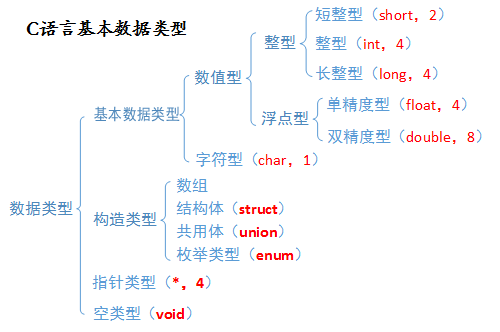 C语言基本数据类型
短整型（short，2）
整型
整型（int，4）
数值型
长整型（long，4）
基本数据类型
单精度型（float，4）
浮点型
双精度型（double，8）
字符型（char，1）
数据类型
数组
构造类型
结构体（struct）
共用体（union）
枚举类型（enum）
指针类型（*，4）
空类型（void）